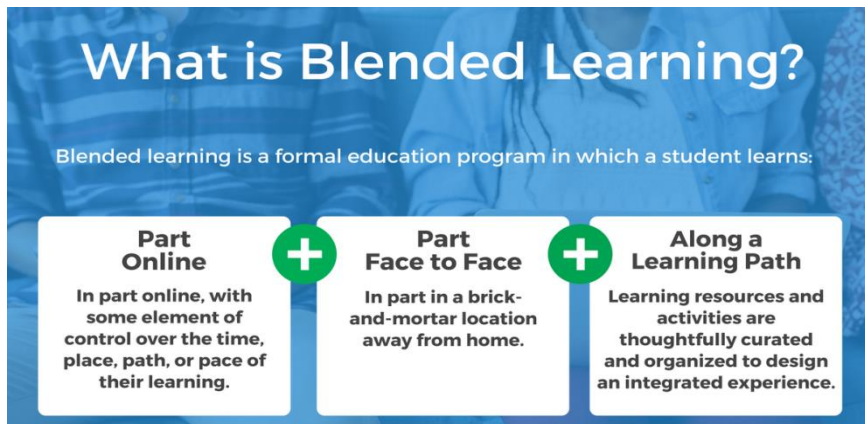 What is Blended Learning?
Blended learning is a formal education program in which a student learns:
Part
Online
In part online, with
some element of
control over the time,
place, path, or pace of
their learning.
Part
Face to Face
In part in a brick-
and-mortar location
away from home.
Along a
Learning Path
Learning resources and
activities are
thoughtfully curated
and organized to design
an integrated experience.